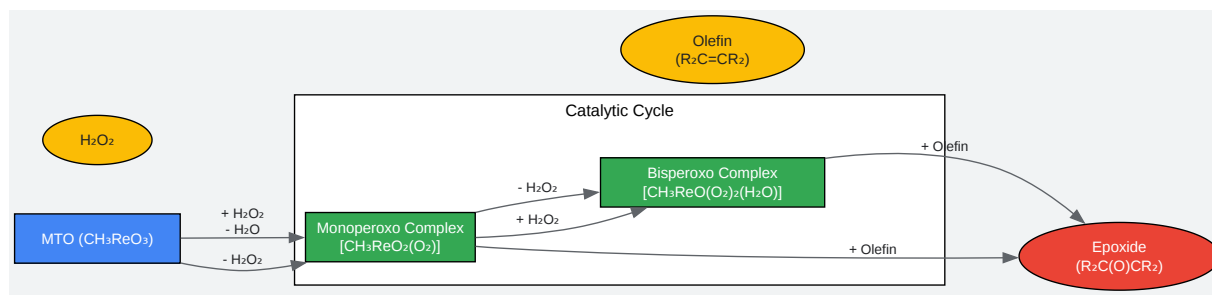 Olefin
(R₂C=CR₂)
Catalytic Cycle
H₂O₂
+ Olefin
Bisperoxo Complex
[CH₃ReO(O₂)₂(H₂O)]
- H₂O₂
+ H₂O₂
- H₂O
+ H₂O₂
Monoperoxo Complex
[CH₃ReO₂(O₂)]
MTO (CH₃ReO₃)
+ Olefin
Epoxide
(R₂C(O)CR₂)
- H₂O₂